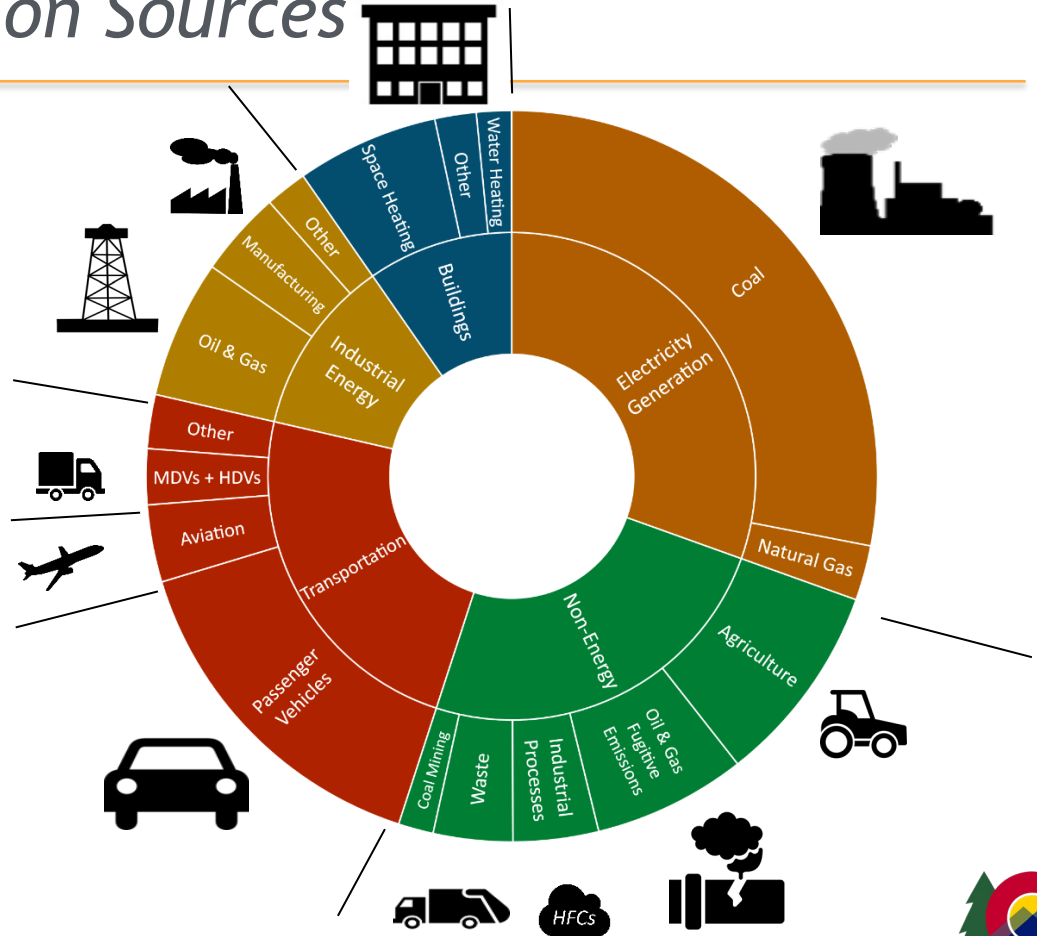 on Sources
Water Heating
Other
Space Heating
Buildings
Coal
Electricity
Generation
Natural Gas
Agriculture
Non-Energy
Oil & Gas
Fugitive
Emissions
Industrial
Processes
Waste
Coal Mining
Transportation
Passenger
Vehicles
Aviation
MDVs + HDVs
Other
Industrial
Energy
Oil & Gas
Manufacturing
Other
HFCs